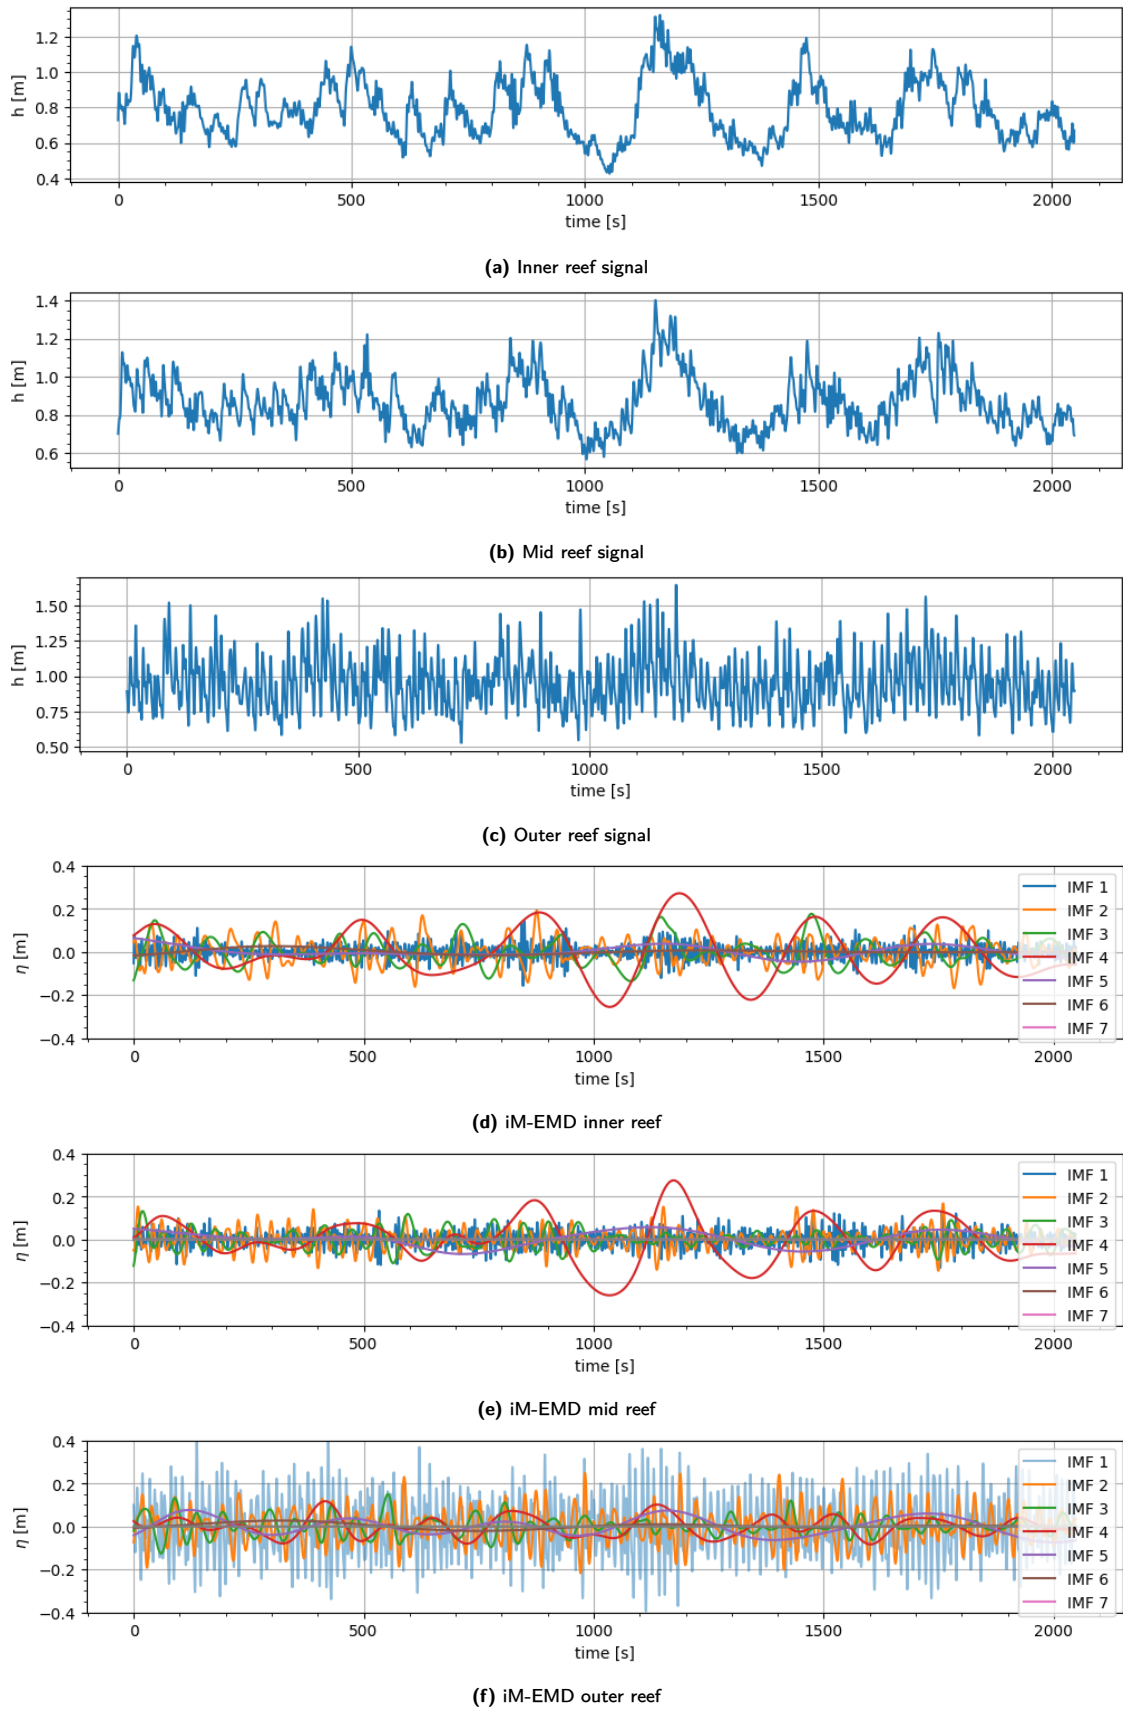 1.2
1.0
0.8
0.6
0.4
h [m]
0 500 1000 1500 2000
time [s]
(a) Inner reef signal
1.4
1.2
1.0
0.8
0.6
h [m]
0 500 1000 1500 2000
time [s]
(b) Mid reef signal
1.50
1.25
1.00
0.75
0.50
h [m]
0 500 1000 1500 2000
time [s]
(c) Outer reef signal
0.4
0.2
0.0
−0.2
−0.4
η [m]
IMF 1
IMF 2
IMF 3
IMF 4
IMF 5
IMF 6
IMF 7
0 500 1000 1500 2000
time [s]
(d) iM-EMD inner reef
0.4
0.2
0.0
−0.2
−0.4
η [m]
IMF 1
IMF 2
IMF 3
IMF 4
IMF 5
IMF 6
IMF 7
0 500 1000 1500 2000
time [s]
(e) iM-EMD mid reef
0.4
0.2
0.0
−0.2
−0.4
η [m]
IMF 1
IMF 2
IMF 3
IMF 4
IMF 5
IMF 6
IMF 7
0 500 1000 1500 2000
time [s]
(f) iM-EMD outer reef